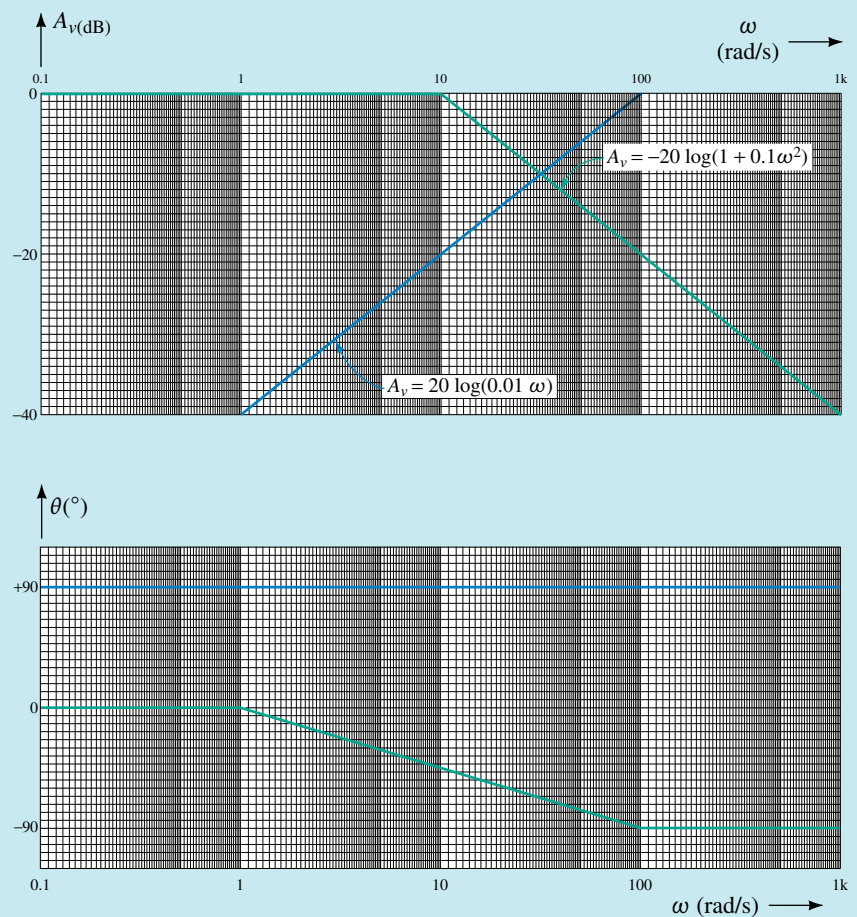 A_v(dB)
ω
(rad/s)
0.1 1 10 100 1k
0
A_v = −20 log(1 + 0.1ω²)
−20
A_v = 20 log(0.01 ω)
−40
θ(°)
+90
0
−90
0.1 1 10 100 1k
ω (rad/s)